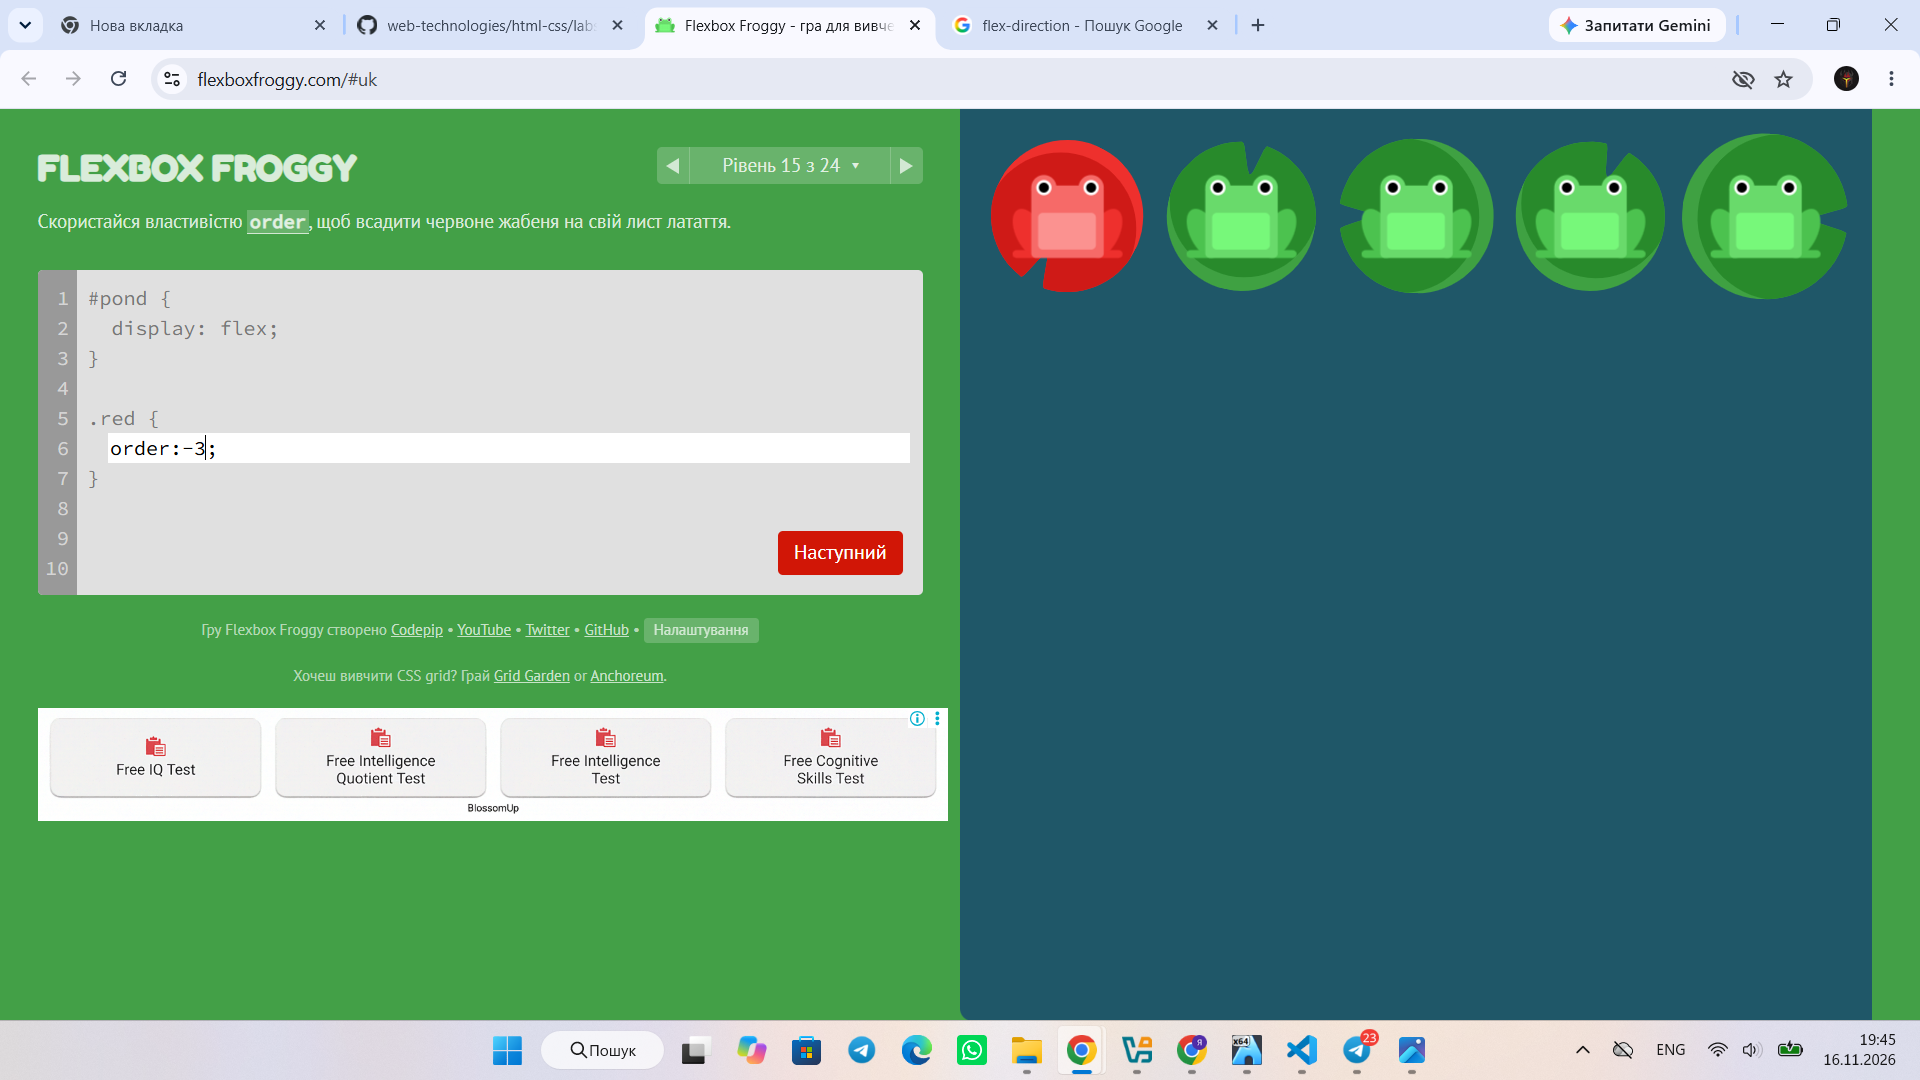 Нова вкладка
web-technologies/html-css/lab
Flexbox Froggy - гра для вивче
flex-direction - Пошук Google
Запитати Gemini
flexboxfroggy.com/#uk
FLEXBOX FROGGY
Рівень 15 з 24
Скористайся властивістю order, щоб всадити червоне жабеня на свій лист латаття.
1 #pond {
2 display: flex;
3 }
4
5 .red {
6 order:-3;
7 }
8
9
10
Наступний
Гру Flexbox Froggy створено Codepip • YouTube • Twitter • GitHub • Налаштування
Хочеш вивчити CSS grid? Грай Grid Garden or Anchoreum.
Free IQ Test
Free Intelligence
Quotient Test
Free Intelligence
Test
Free Cognitive
Skills Test
BlossomUp
Пошук
Я
x64
23
ENG
19:45
16.11.2026